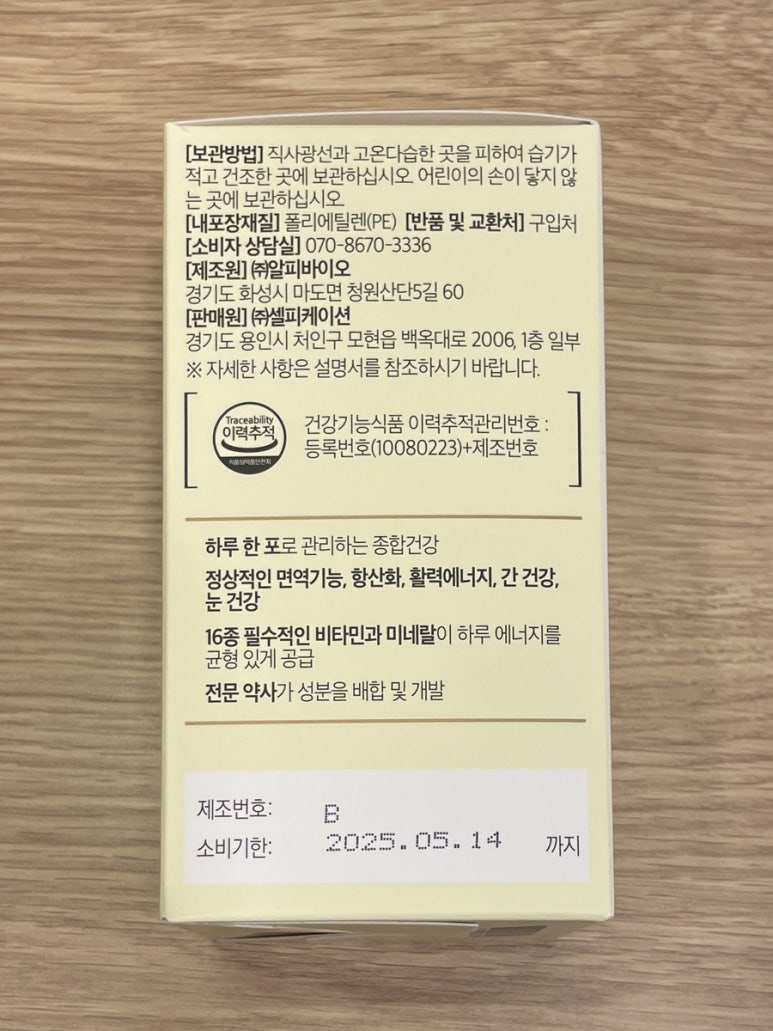 [보관방법] 직사광선과 고온다습한 곳을 피하여 습기가
적고 건조한 곳에 보관하십시오. 어린이의 손이 닿지 않
는 곳에 보관하십시오.
[내포장재질] 폴리에틸렌(PE) [반품 및 교환처] 구입처
[소비자 상담실] 070-8670-3336
[제조원] ㈜알피바이오
경기도 화성시 마도면 청원산단5길 60
[판매원] ㈜셀피케이션
경기도 용인시 처인구 모현읍 백옥대로 2006, 1층 일부
※ 자세한 사항은 설명서를 참조하시기 바랍니다.
Traceability
이력추적
식품의약품안전처
건강기능식품 이력추적관리번호 :
등록번호(10080223)+제조번호
하루 한 포로 관리하는 종합건강
정상적인 면역기능, 항산화, 활력에너지, 간 건강,
눈 건강
16종 필수적인 비타민과 미네랄이 하루 에너지를
균형 있게 공급
전문 약사가 성분을 배합 및 개발
제조번호: B
소비기한: 2025.05.14 까지